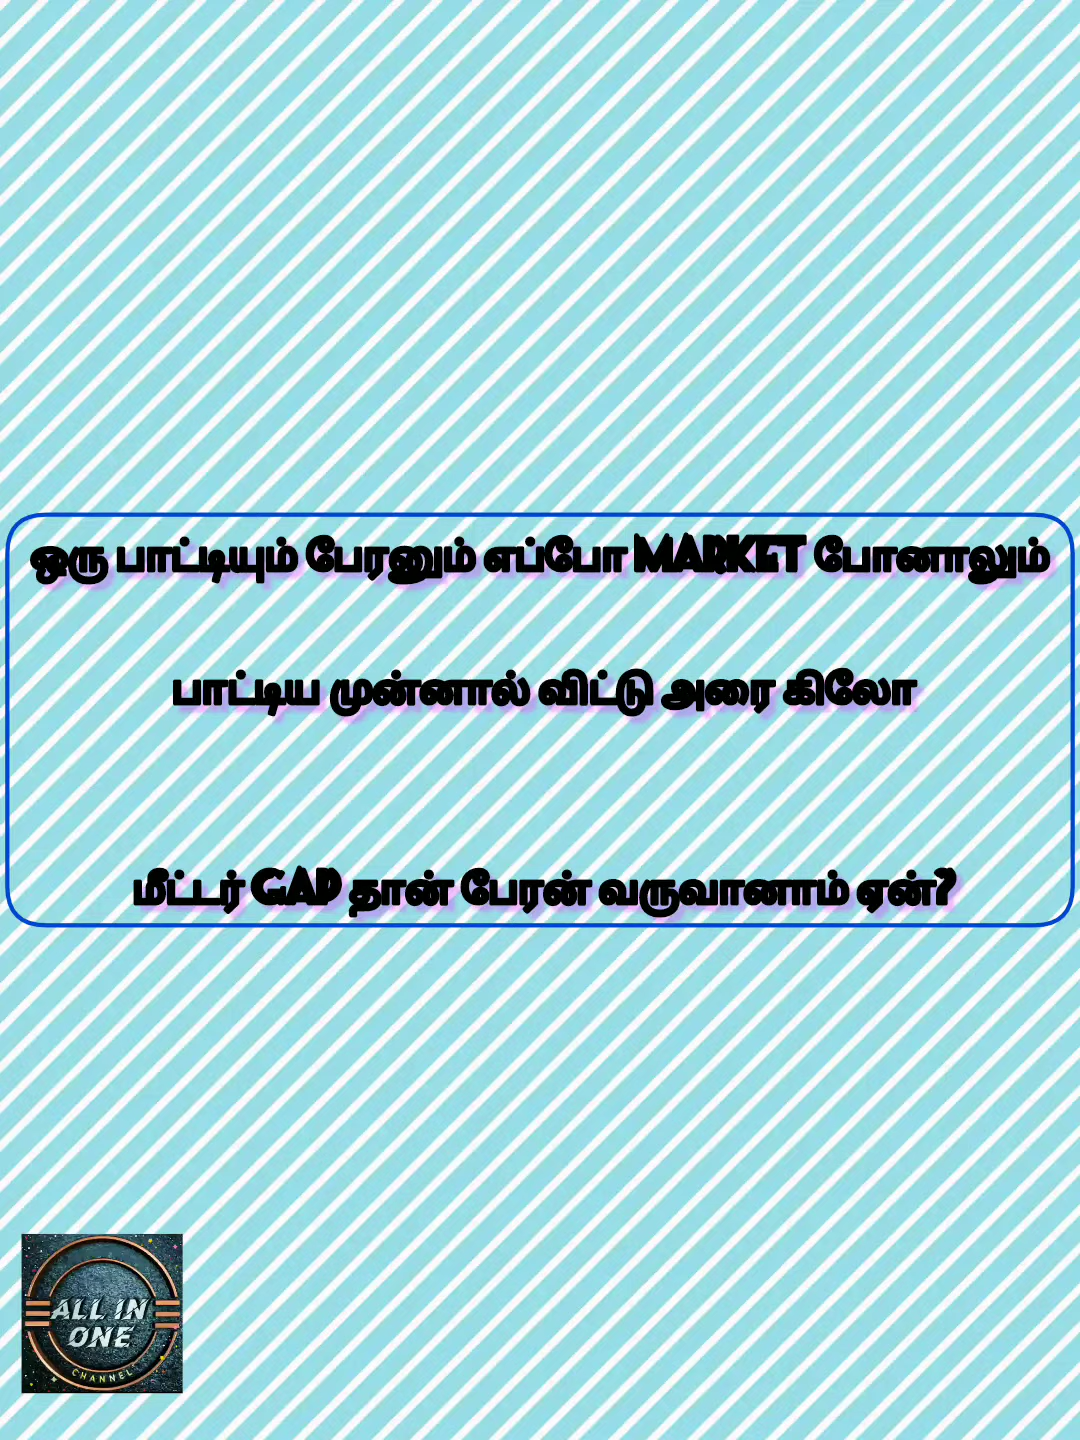 ஒரு பாட்டியும் பேரனும் எப்போ MARKET போனாலும்
பாட்டிய முன்னால் விட்டு அரை கிலோ
மீட்டர் GAP தான் பேரன் வருவானாம் ஏன்?
ALL IN
ONE
CHANNEL